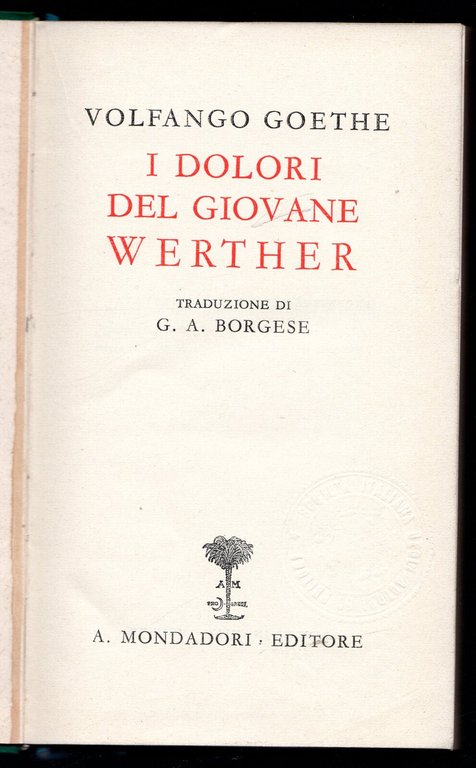 VOLFANGO GOETHE
I DOLORI
DEL GIOVANE
WERTHER
TRADUZIONE DI
G. A. BORGESE
A M
A. MONDADORI · EDITORE